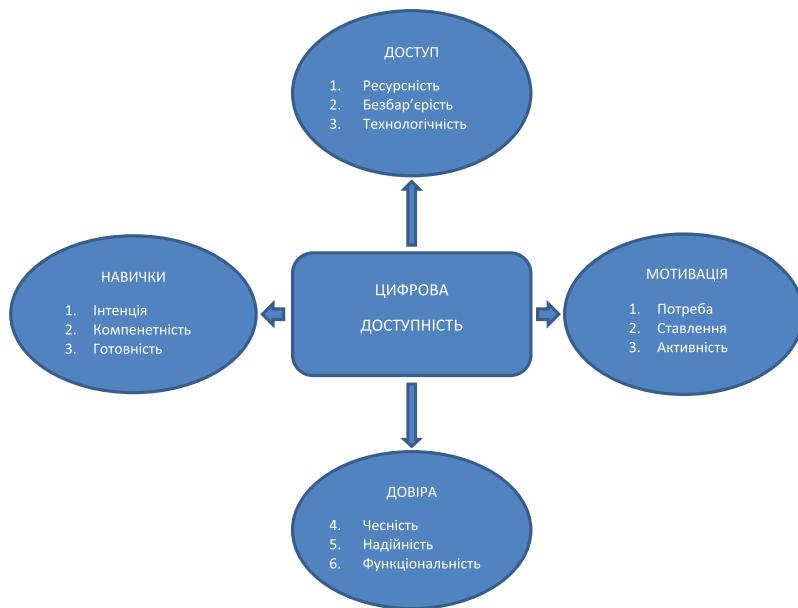 ДОСТУП
1. Ресурсність
2. Безбар’єрість
3. Технологічність
НАВИЧКИ
1. Інтенція
2. Компенетність
3. Готовність
ЦИФРОВА
ДОСТУПНІСТЬ
МОТИВАЦІЯ
1. Потреба
2. Ставлення
3. Активність
ДОВІРА
4. Чесність
5. Надійність
6. Функціональність